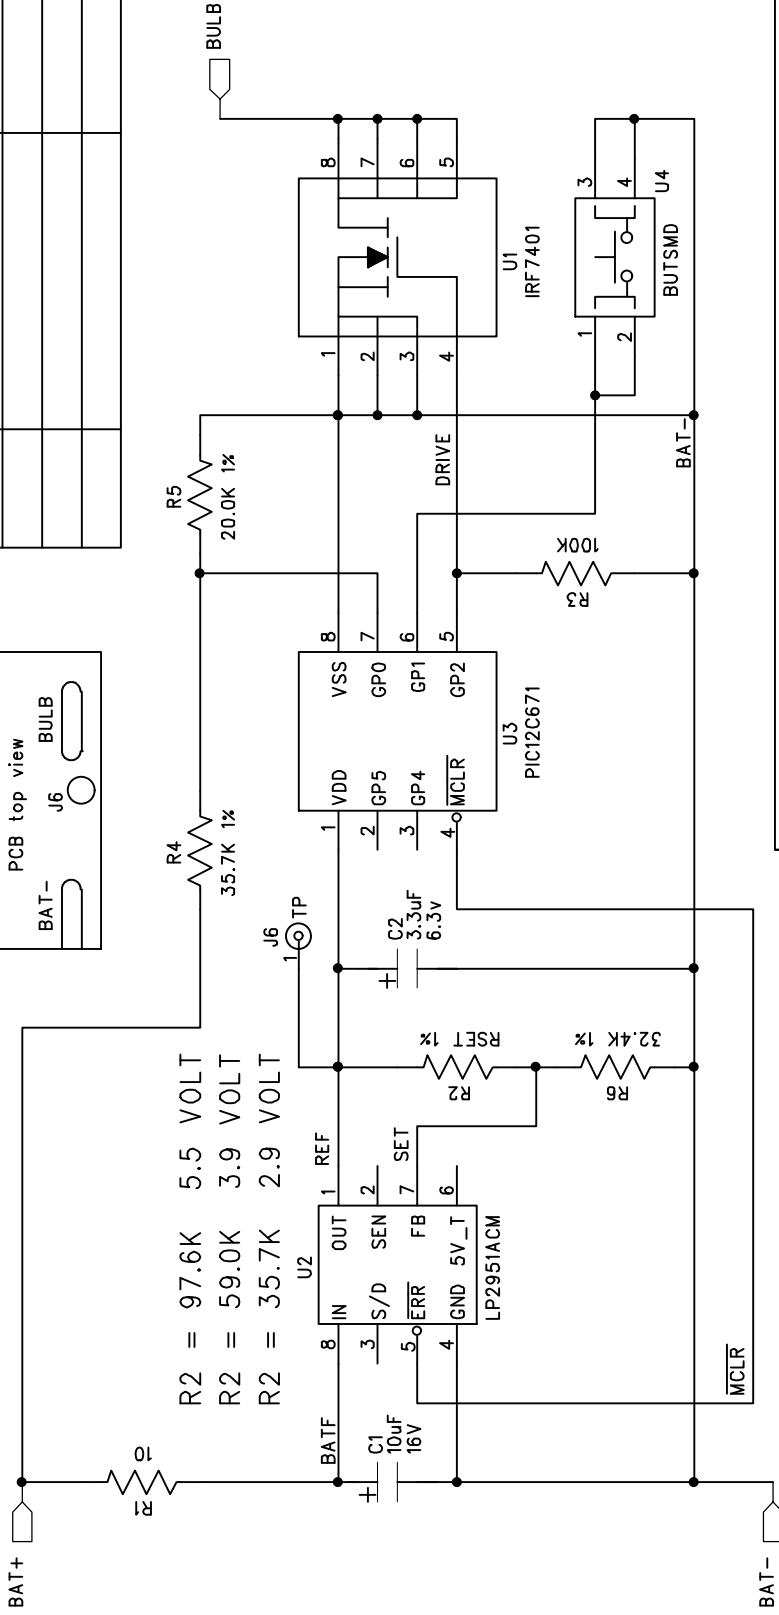 PCB top view
BAT-
J6
BULB
BULB
BAT+
R1
10
R2 = 97.6K 5.5 VOLT
R2 = 59.0K 3.9 VOLT
R2 = 35.7K 2.9 VOLT
R4
35.7K 1%
R5
20.0K 1%
BATF
C1
10uF
16V
U2
8
IN
OUT
1
3
S/D
SEN
2
5
ERR
FB
7
4
GND
5V_T
6
LP2951ACM
REF
SET
J6
1
TP
R2
RSET 1%
R6
32.4K 1%
C2
3.3uF
6.3v
1
VDD
VSS
8
2
GP5
GP0
7
3
GP4
GP1
6
4
MCLR
GP2
5
U3
PIC12C671
R3
100K
DRIVE
1
8
2
7
3
6
4
5
U1
IRF7401
1
3
2
4
U4
BUTSMD
BAT-
MCLR
BAT-